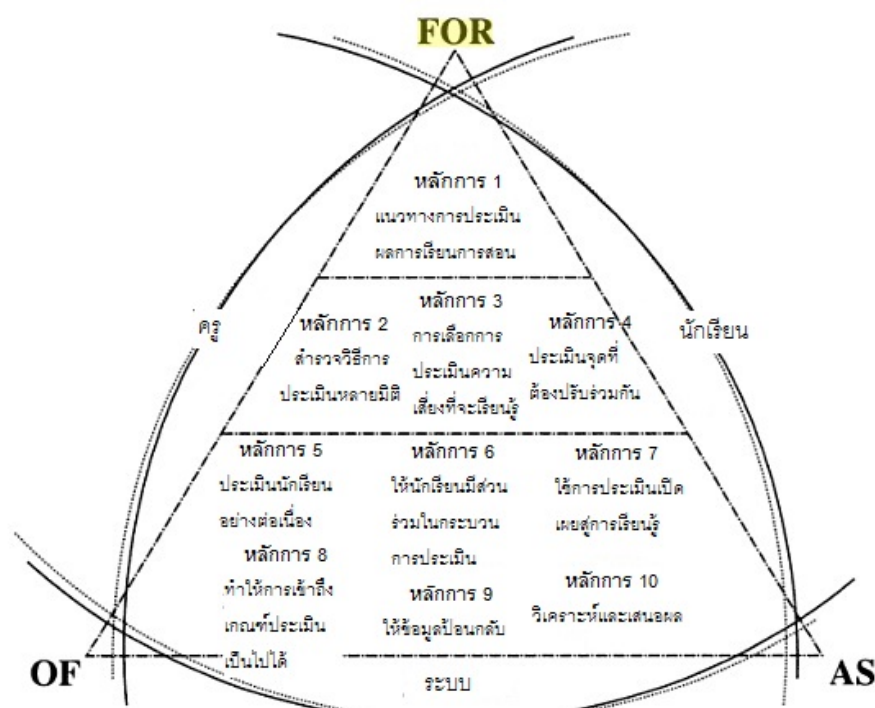 FOR
หลักการ 1
แนวทางการประเมิน
ผลการเรียนการสอน
ครู
นักเรียน
หลักการ 2
สำรวจวิธีการ
ประเมินหลายมิติ
หลักการ 3
การเลือกการ
ประเมินความ
เสี่ยงที่จะเรียนรู้
หลักการ 4
ประเมินจุดที่
ต้องปรับร่วมกัน
หลักการ 5
ประเมินนักเรียน
อย่างต่อเนื่อง
หลักการ 6
ให้นักเรียนมีส่วน
ร่วมในกระบวน
การประเมิน
หลักการ 7
ใช้การประเมินเปิด
เผยสู่การเรียนรู้
หลักการ 8
ทำให้การเข้าถึง
เกณฑ์ประเมิน
เป็นไปได้
หลักการ 9
ให้ข้อมูลป้อนกลับ
หลักการ 10
วิเคราะห์และเสนอผล
OF
AS
ระบบ